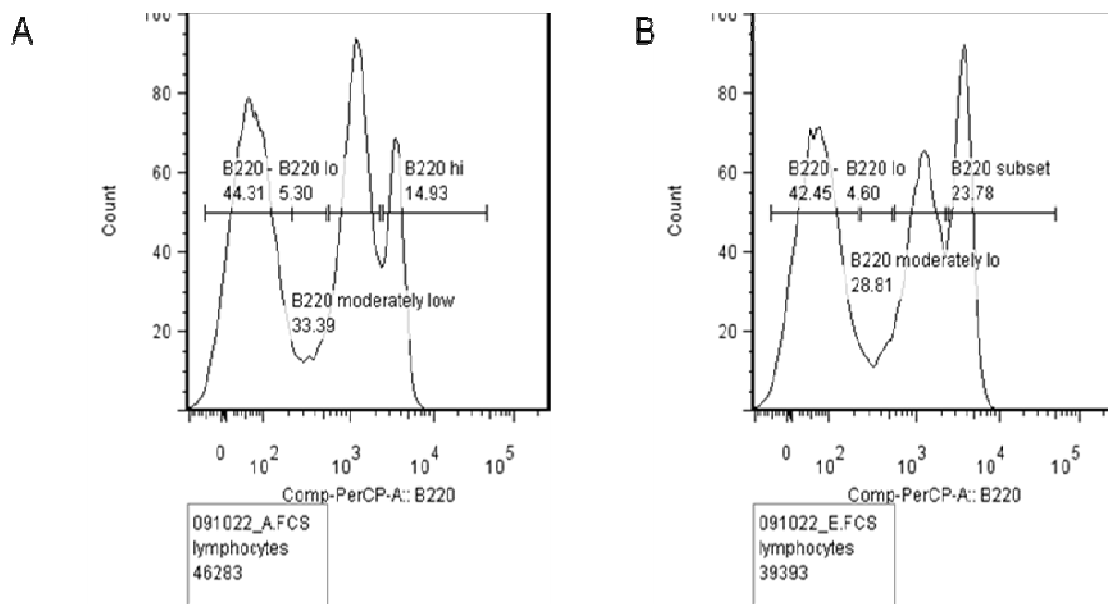 A
100
80
60
40
20
Count
B220 - B220 lo
44.31 5.30
B220 hi
14.93
B220 moderately low
33.39
0 10^2 10^3 10^4 10^5
Comp-PerCP-A:: B220
091022_A.FCS
lymphocytes
46283
B
100
80
60
40
20
Count
B220 - B220 lo
42.45 4.60
B220 subset
23.78
B220 moderately lo
28.81
0 10^2 10^3 10^4 10^5
Comp-PerCP-A:: B220
091022_E.FCS
lymphocytes
39393